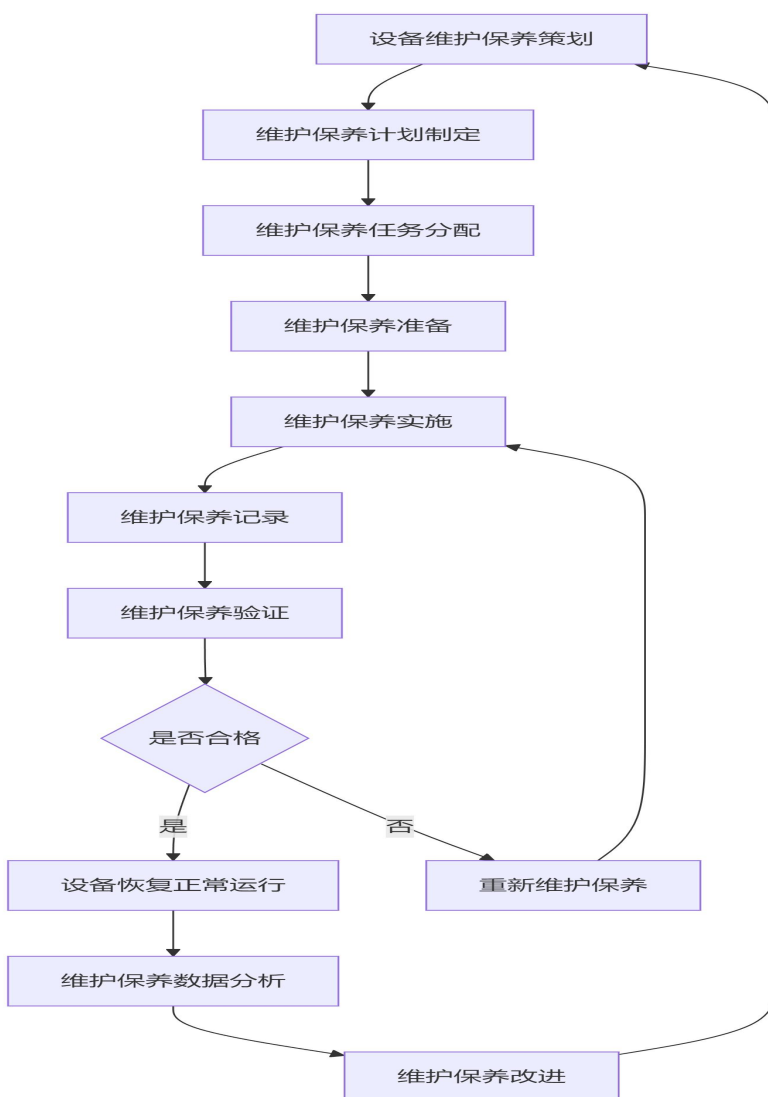 设备维护保养策划
维护保养计划制定
维护保养任务分配
维护保养准备
维护保养实施
维护保养记录
维护保养验证
是否合格
是
否
设备恢复正常运行
重新维护保养
维护保养数据分析
维护保养改进